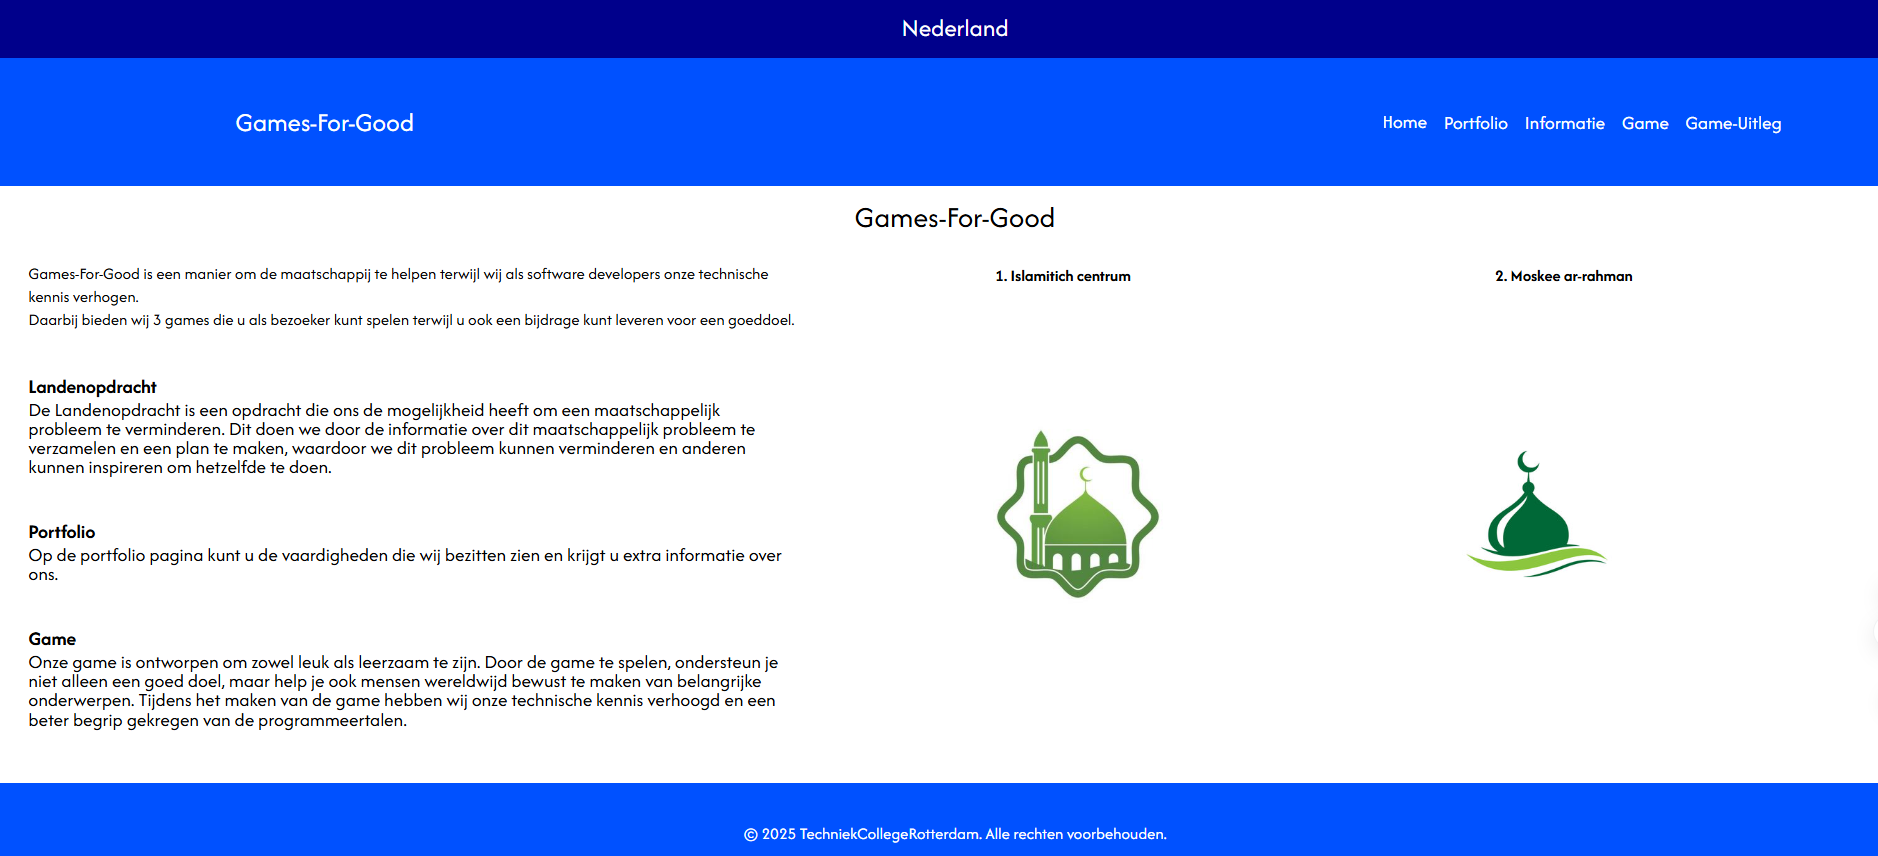 Nederland
Games-For-Good
Home Portfolio Informatie Game Game-Uitleg
Games-For-Good
Games-For-Good is een manier om de maatschappij te helpen terwijl wij als software developers onze technische
kennis verhogen.
Daarbij bieden wij 3 games die u als bezoeker kunt spelen terwijl u ook een bijdrage kunt leveren voor een goeddoel.
Landenopdracht
De Landenopdracht is een opdracht die ons de mogelijkheid heeft om een maatschappelijk
probleem te verminderen. Dit doen we door de informatie over dit maatschappelijk probleem te
verzamelen en een plan te maken, waardoor we dit probleem kunnen verminderen en anderen
kunnen inspireren om hetzelfde te doen.
Portfolio
Op de portfolio pagina kunt u de vaardigheden die wij bezitten zien en krijgt u extra informatie over
ons.
Game
Onze game is ontworpen om zowel leuk als leerzaam te zijn. Door de game te spelen, ondersteun je
niet alleen een goed doel, maar help je ook mensen wereldwijd bewust te maken van belangrijke
onderwerpen. Tijdens het maken van de game hebben wij onze technische kennis verhoogd en een
beter begrip gekregen van de programmeertalen.
1. Islamitich centrum
2. Moskee ar-rahman
© 2025 TechniekCollegeRotterdam. Alle rechten voorbehouden.